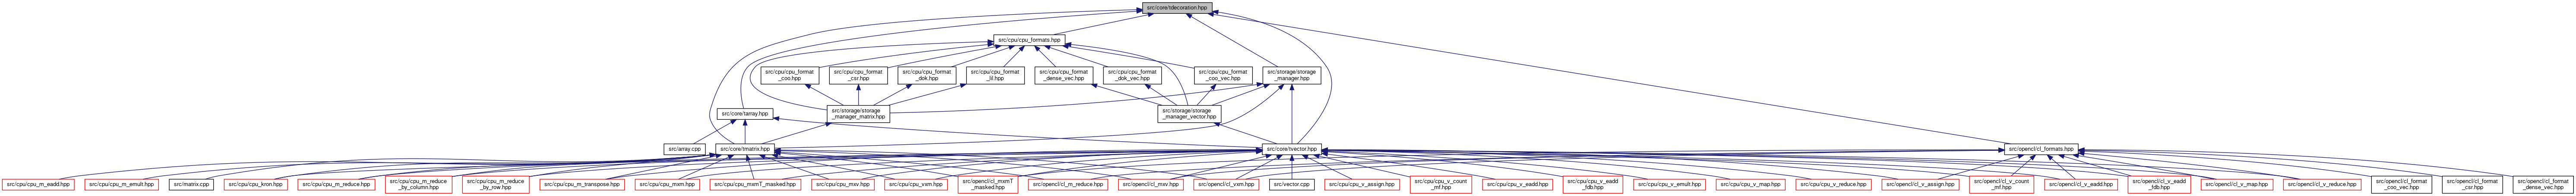 src/core/tdecoration.hpp
src/cpu/cpu_formats.hpp
src/cpu/cpu_format
_coo.hpp
src/cpu/cpu_format
_csr.hpp
src/cpu/cpu_format
_dok.hpp
src/cpu/cpu_format
_lil.hpp
src/cpu/cpu_format
_dense_vec.hpp
src/cpu/cpu_format
_dok_vec.hpp
src/cpu/cpu_format
_coo_vec.hpp
src/storage/storage
_manager.hpp
src/core/tarray.hpp
src/storage/storage
_manager_matrix.hpp
src/storage/storage
_manager_vector.hpp
src/array.cpp
src/core/tmatrix.hpp
src/core/tvector.hpp
src/opencl/cl_formats.hpp
src/cpu/cpu_m_eadd.hpp
src/cpu/cpu_m_emult.hpp
src/matrix.cpp
src/cpu/cpu_kron.hpp
src/cpu/cpu_m_reduce.hpp
src/cpu/cpu_m_reduce
_by_column.hpp
src/cpu/cpu_m_reduce
_by_row.hpp
src/cpu/cpu_m_transpose.hpp
src/cpu/cpu_mxm.hpp
src/cpu/cpu_mxmT_masked.hpp
src/cpu/cpu_mxv.hpp
src/cpu/cpu_vxm.hpp
src/opencl/cl_mxmT
_masked.hpp
src/opencl/cl_m_reduce.hpp
src/opencl/cl_mxv.hpp
src/opencl/cl_vxm.hpp
src/vector.cpp
src/cpu/cpu_v_assign.hpp
src/cpu/cpu_v_count
_mf.hpp
src/cpu/cpu_v_eadd.hpp
src/cpu/cpu_v_eadd
_fdb.hpp
src/cpu/cpu_v_emult.hpp
src/cpu/cpu_v_map.hpp
src/cpu/cpu_v_reduce.hpp
src/opencl/cl_v_assign.hpp
src/opencl/cl_v_count
_mf.hpp
src/opencl/cl_v_eadd.hpp
src/opencl/cl_v_eadd
_fdb.hpp
src/opencl/cl_v_map.hpp
src/opencl/cl_v_reduce.hpp
src/opencl/cl_format
_coo_vec.hpp
src/opencl/cl_format
_csr.hpp
src/opencl/cl_format
_dense_vec.hpp